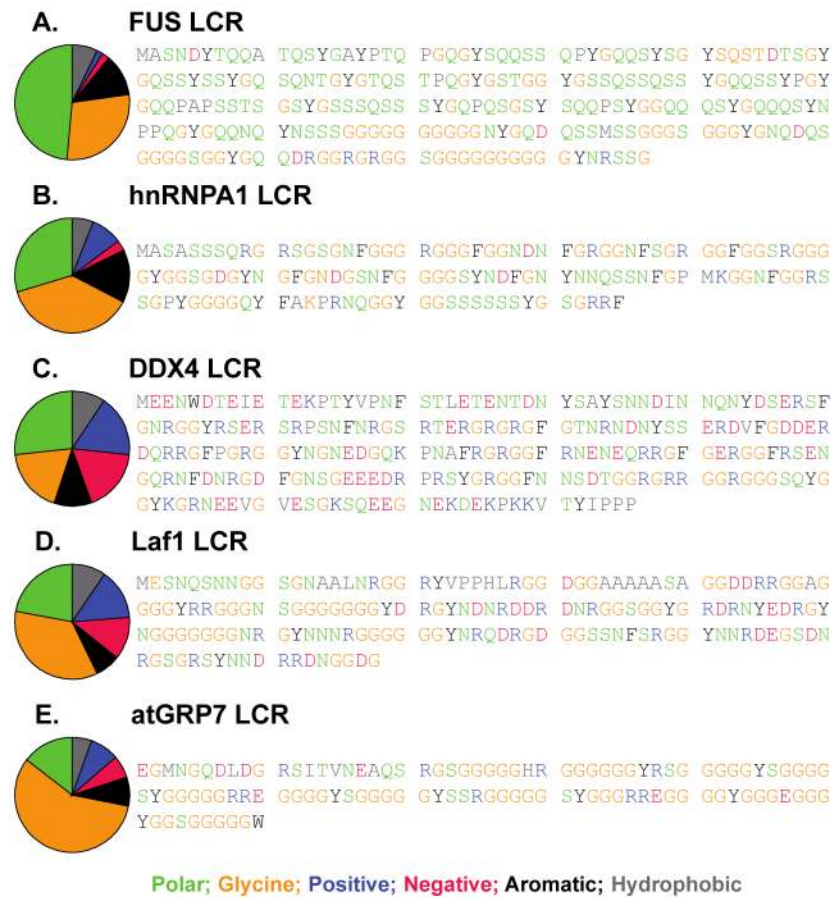 A. FUS LCR
MASNDYTQQA TQSYGAYPTQ PGQGYSQQSS QPYGQQSYSG YSQSTDTSGY
GQSSYSSYGQ SQNTGYGTQS TPQGYGSTGG YGSSQSSQSS YGQQSSYPGY
GQQPAPSSTS GSYGSSSQSS SYGQPQSGSY SQQPSYGGQQ QSYGQQQSYN
PPQGYGQQNQ YNSSSGGGGG GGGGGNYGQD QSSMSSGGGS GGGYGNQDQS
GGGGSGGYGQ QDRGGRGRGG SGGGGGGGGG GYNRSSG
B. hnRNPA1 LCR
MASASSSQRG RSGSGNFGGG RGGGFGGNDN FGRGGNFSGR GGFGGSRGGG
GYGGSGDGYN GFGNDGSNFG GGGSYNDFGN YNNQSSNFGP MKGGNFGGRS
SGPYGGGGQY FAKPRNQGGY GGSSSSSSYG SGRRF
C. DDX4 LCR
MEENWDTEIE TEKPTYVPNF STLETENTDN YSAYSNNDIN NQNYDSERSF
GNRGGYRSER SRPSNFNRGS RTERGRGRGF GTNRNDNYSS ERDVFGDDER
DQRRGFPGRG GYNGNEDGQK PNAFRGRGGF RNENEQRRGF GERGGFRSEN
GQRNFDNRGD FGNSGEEEDR PRSYGRGGFN NSDTGGRGRR GGRGGGSQYG
GYKGRNEEVG VESGKSQEEG NEKDEKPKKV TYIPPP
D. Laf1 LCR
MESNQSNNGG SGNAALNRGG RYVPPHLRGG DGGAAAAASA GGDDRRGGAG
GGGYRRGGGN SGGGGGGGYD RGYNDNRDDR DNRGGSGGYG RDRNYEDRGY
NGGGGGGGNR GYNNNRGGGG GGYNRQDRGD GGSSNFSRGG YNNRDEGSDN
RGSGRSYNND RRDNGGDG
E. atGRP7 LCR
EGMNGQDLDG RSITVNEAQS RGSGGGGGHR GGGGGGYRSG GGGGYSGGGG
SYGGGGGRRE GGGGYSGGGG GYSSRGGGGG SYGGGRREGG GGYGGGEGGG
YGGSGGGGGW
Polar; Glycine; Positive; Negative; Aromatic; Hydrophobic